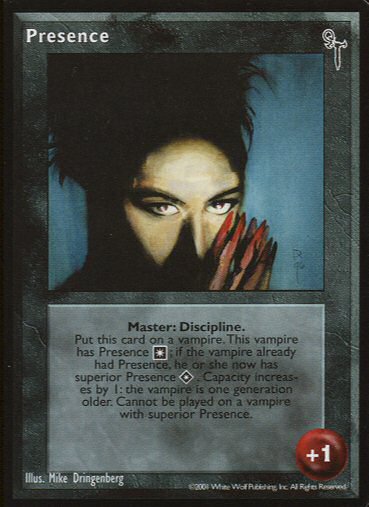 Presence
Master: Discipline.
Put this card on a vampire. This vampire
has Presence ; if the vampire already
had Presence, he or she now has
superior Presence . Capacity increas-
es by 1: the vampire is one generation
older. Cannot be played on a vampire
with superior Presence.
+1
Illus. Mike Dringenberg
©2001 White Wolf Publishing, Inc. All Rights Reserved.